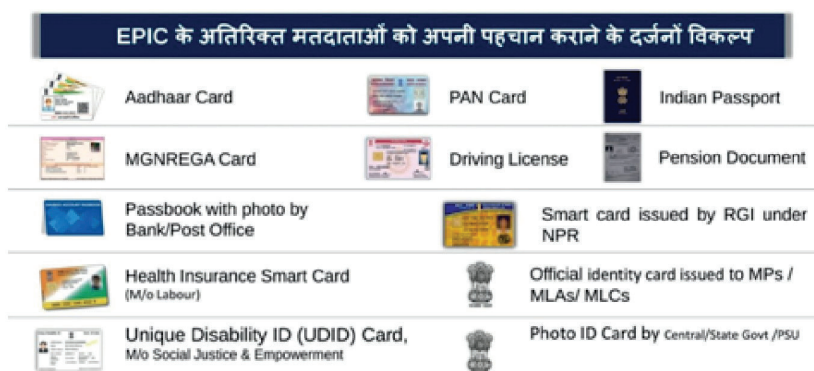 EPIC के अतिरिक्त मतदाताओं को अपनी पहचान कराने के दर्जनों विकल्प
Aadhaar Card
PAN Card
Indian Passport
MGNREGA Card
Driving License
Pension Document
Passbook with photo by
Bank/Post Office
Smart card issued by RGI under
NPR
Health Insurance Smart Card
(M/o Labour)
Official identity card issued to MPs /
MLAs/ MLCs
Unique Disability ID (UDID) Card,
M/o Social Justice & Empowerment
Photo ID Card by Central/State Govt /PSU